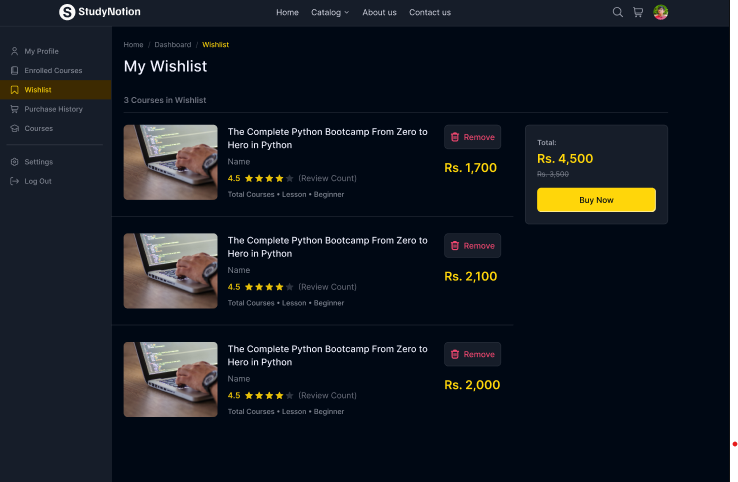 StudyNotion
Home Catalog About us Contact us
My Profile
Enrolled Courses
Wishlist
Purchase History
Courses
Settings
Log Out
Home / Dashboard / Wishlist
My Wishlist
3 Courses in Wishlist
The Complete Python Bootcamp From Zero to
Hero in Python
Name
4.5 (Review Count)
Total Courses • Lesson • Beginner
Remove
Rs. 1,700
The Complete Python Bootcamp From Zero to
Hero in Python
Name
4.5 (Review Count)
Total Courses • Lesson • Beginner
Remove
Rs. 2,100
The Complete Python Bootcamp From Zero to
Hero in Python
Name
4.5 (Review Count)
Total Courses • Lesson • Beginner
Remove
Rs. 2,000
Total:
Rs. 4,500
Rs. 3,500
Buy Now